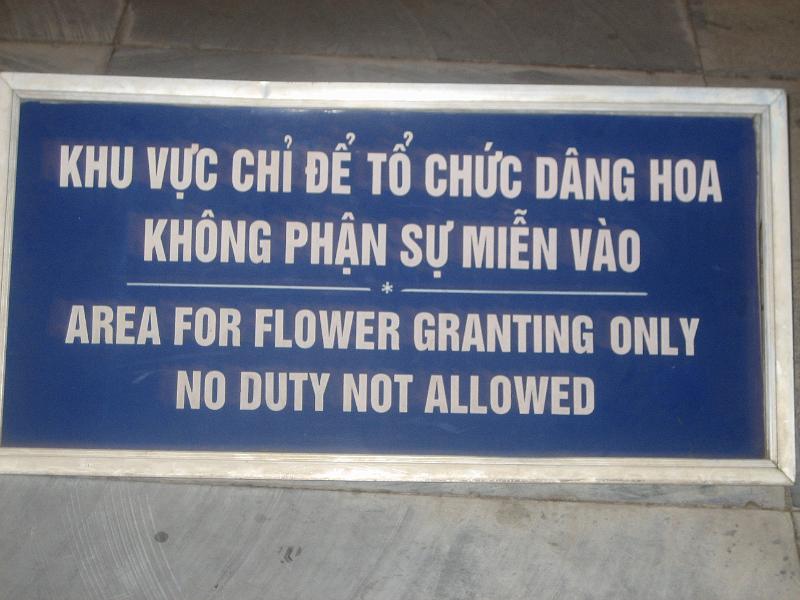 KHU VỰC CHỈ ĐỂ TỔ CHỨC DÂNG HOA
KHÔNG PHẬN SỰ MIỄN VÀO
*
AREA FOR FLOWER GRANTING ONLY
NO DUTY NOT ALLOWED